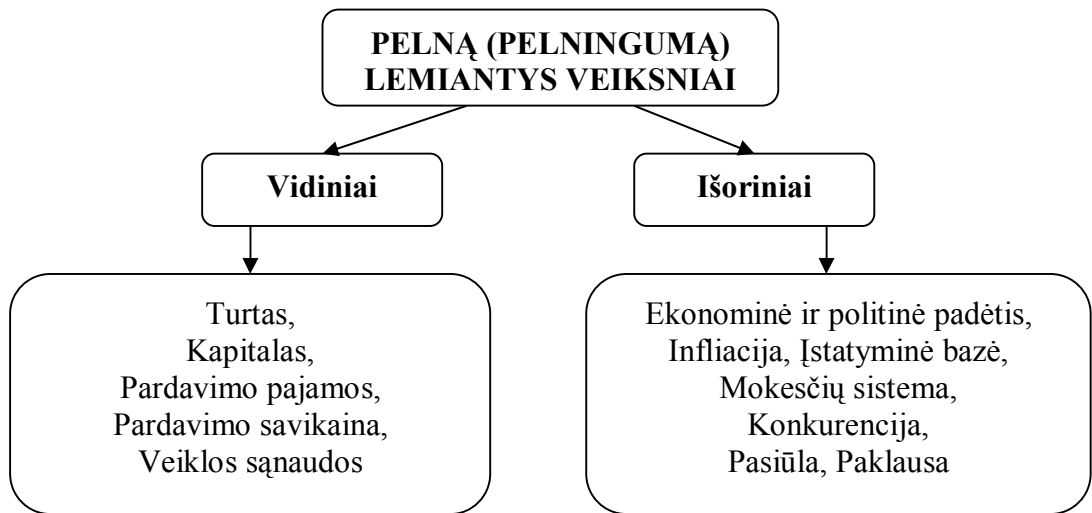 PELNĄ (PELNINGUMĄ)
LEMIANTYS VEIKSNIAI
Vidiniai
Išoriniai
Turtas,
Kapitalas,
Pardavimo pajamos,
Pardavimo savikaina,
Veiklos sąnaudos
Ekonominė ir politinė padėtis,
Infliacija, Įstatyminė bazė,
Mokesčių sistema,
Konkurencija,
Pasiūla, Paklausa